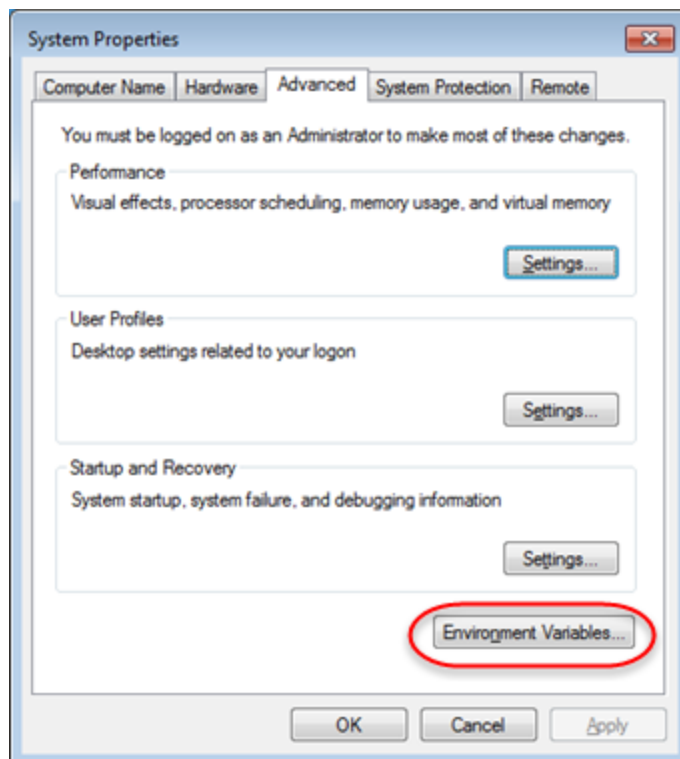 System Properties
Computer Name Hardware Advanced System Protection Remote
You must be logged on as an Administrator to make most of these changes.
Performance
Visual effects, processor scheduling, memory usage, and virtual memory
Settings...
User Profiles
Desktop settings related to your logon
Settings...
Startup and Recovery
System startup, system failure, and debugging information
Settings...
Environment Variables...
OK Cancel Apply